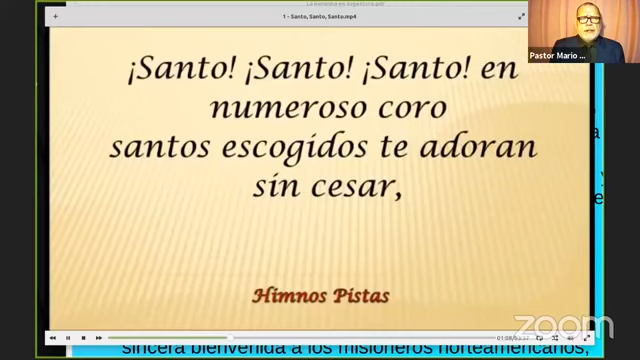 1 - Santo, Santo, Santo.mp4
Pastor Mario ...
¡Santo! ¡Santo! ¡Santo! en
numeroso coro
santos escogidos te adoran
sin cesar,
Himnos Pistas
zoom
sincera bienvenida a los misioneros norteamericanos,